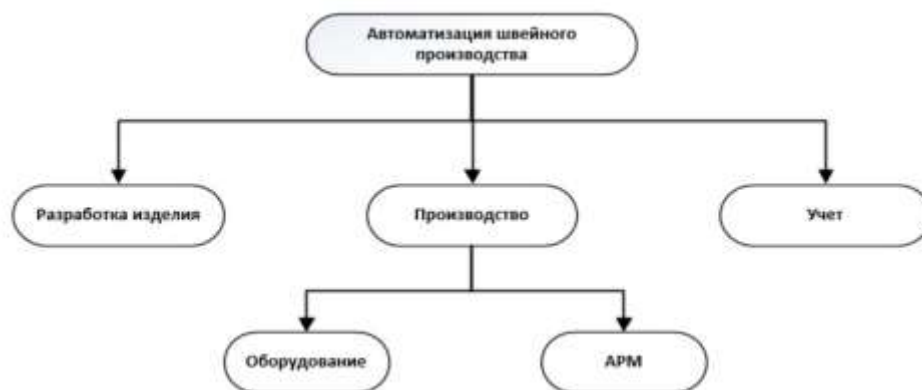 Автоматизация швейного
производства
Разработка изделия
Производство
Учет
Оборудование
АРМ